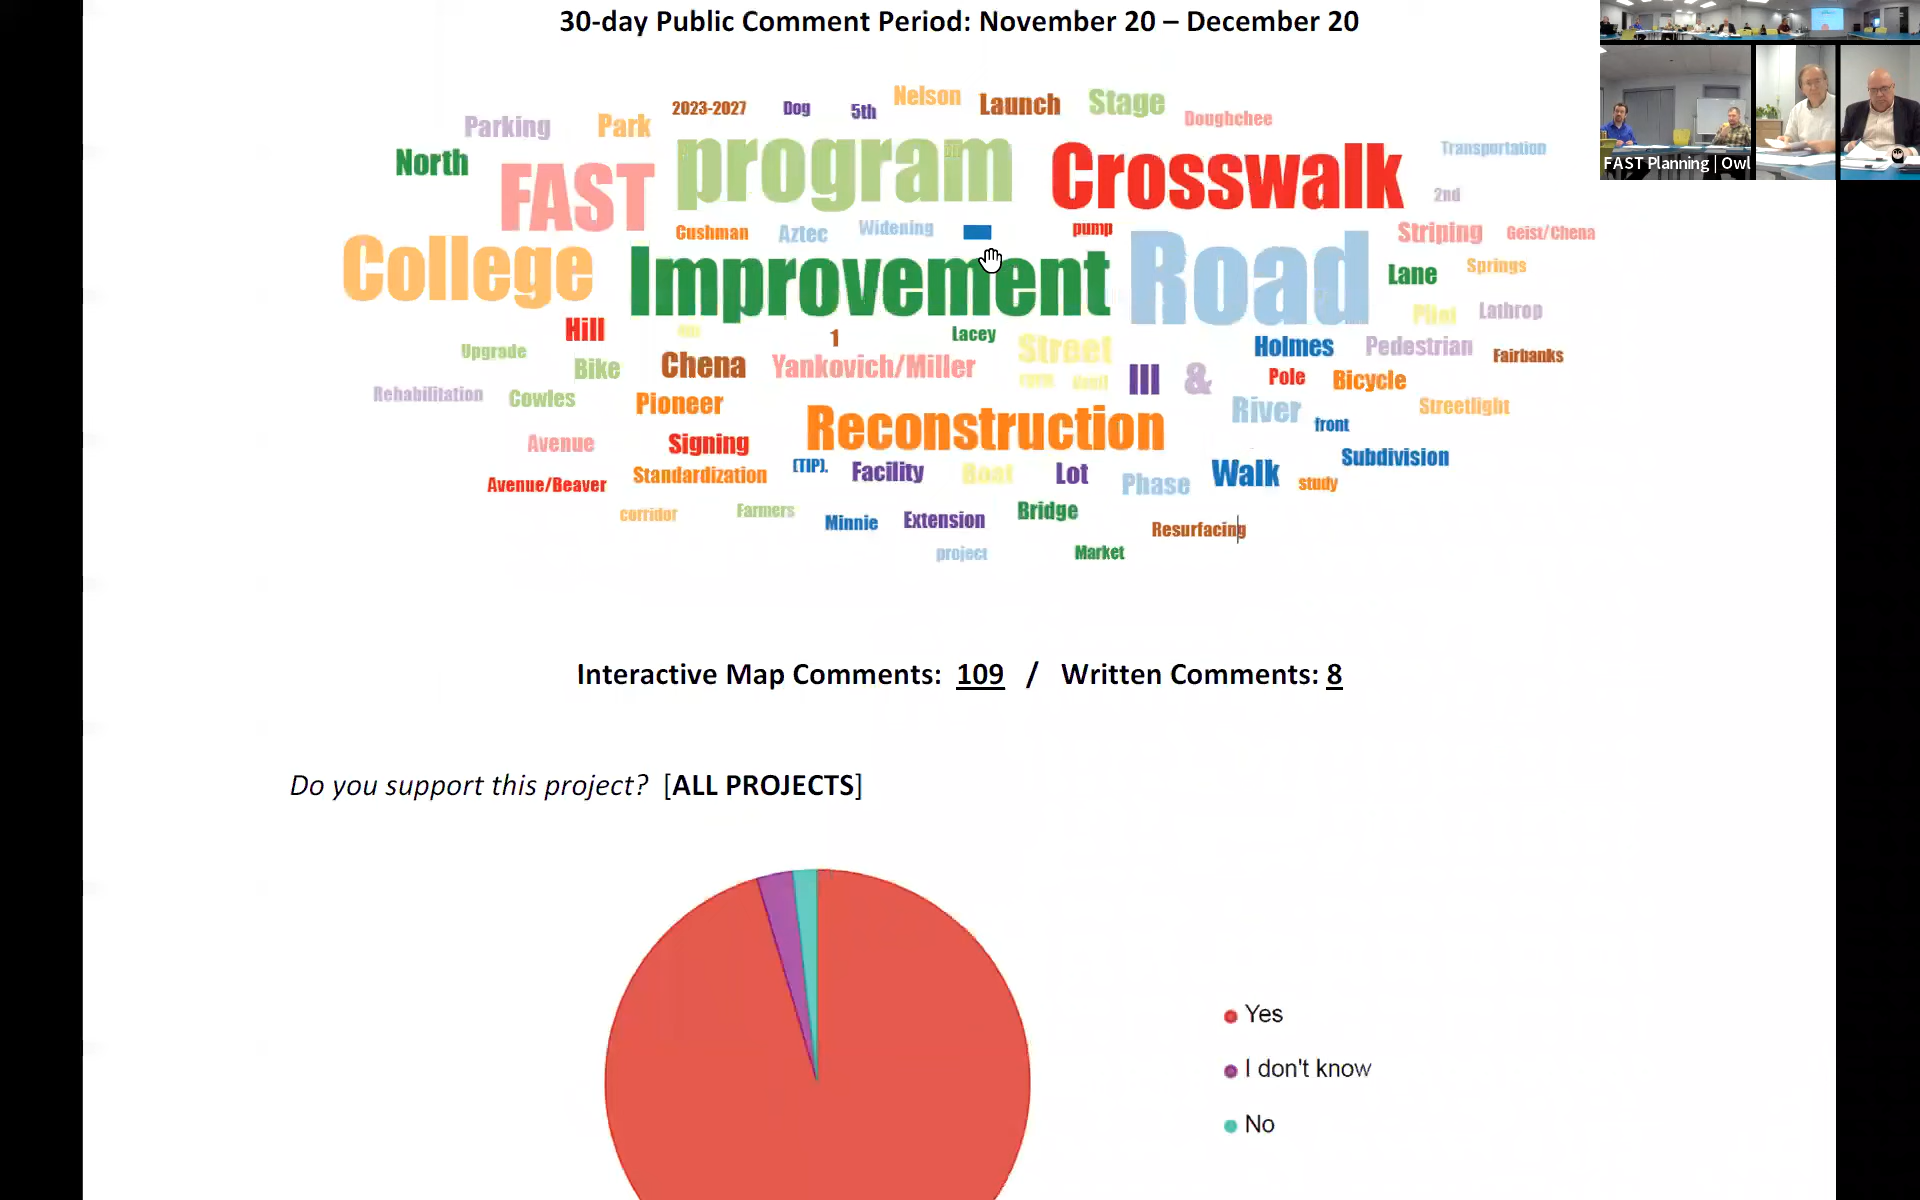 30-day Public Comment Period: November 20 – December 20
2023-2027 Dog 5th Nelson Launch Stage Doughchee
Parking Park
North FAST program Crosswalk Transportation
2nd
Cushman Aztec Widening pump Striping Geist/Chena
College Improvement Road Lane Springs
Hill 1 Lacey Plint Lathrop
Upgrade Bike Chena Yankovich/Miller Street III & Holmes Pedestrian Fairbanks
Pole Bicycle
Rehabilitation Cowles Pioneer Reconstruction River front Streetlight
Avenue Signing Subdivision
Avenue/Beaver Standardization (TIP). Facility Boat Lot Phase Walk study
corridor Farmers Minnie Extension Bridge Resurfacing
project Market
Interactive Map Comments: 109 / Written Comments: 8
Do you support this project? [ALL PROJECTS]
Yes
I don't know
No
FAST Planning | Owl